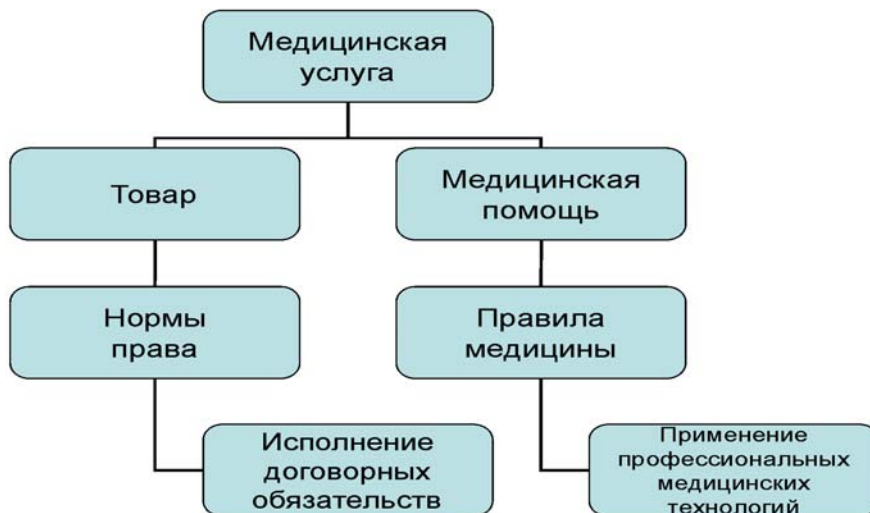 Медицинская
услуга
Товар
Медицинская
помощь
Нормы
права
Правила
медицины
Исполнение
договорных
обязательств
Применение
профессиональных
медицинских
технологий